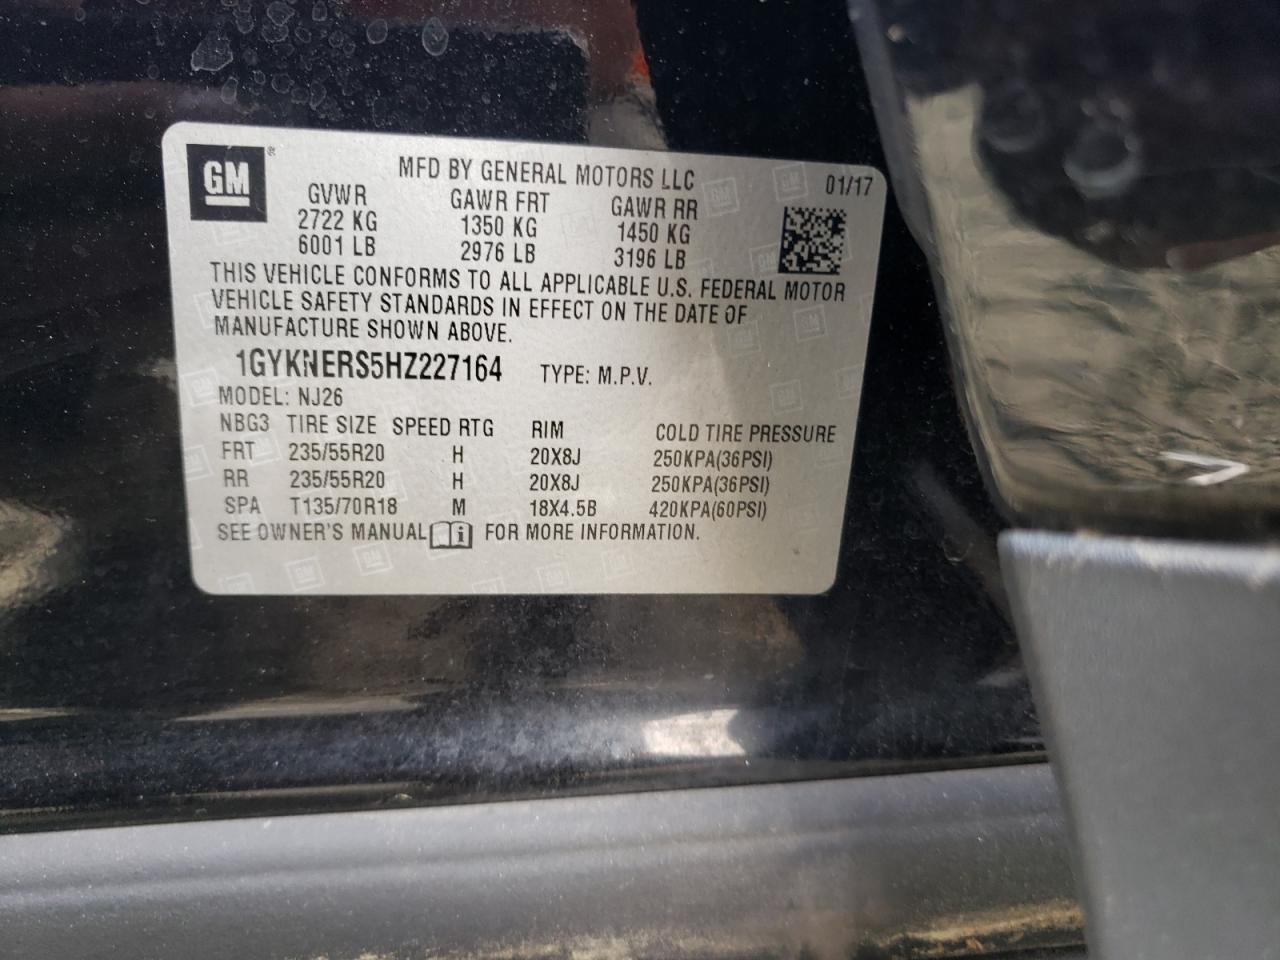 GM ®
MFD BY GENERAL MOTORS LLC 01/17
GVWR GAWR FRT GAWR RR
2722 KG 1350 KG 1450 KG
6001 LB 2976 LB 3196 LB
THIS VEHICLE CONFORMS TO ALL APPLICABLE U.S. FEDERAL MOTOR
VEHICLE SAFETY STANDARDS IN EFFECT ON THE DATE OF
MANUFACTURE SHOWN ABOVE.
1GYKNERS5HZ227164 TYPE: M.P.V.
MODEL: NJ26
NBG3 TIRE SIZE SPEED RTG RIM COLD TIRE PRESSURE
FRT 235/55R20 H 20X8J 250KPA(36PSI)
RR 235/55R20 H 20X8J 250KPA(36PSI)
SPA T135/70R18 M 18X4.5B 420KPA(60PSI)
SEE OWNER'S MANUAL i FOR MORE INFORMATION.